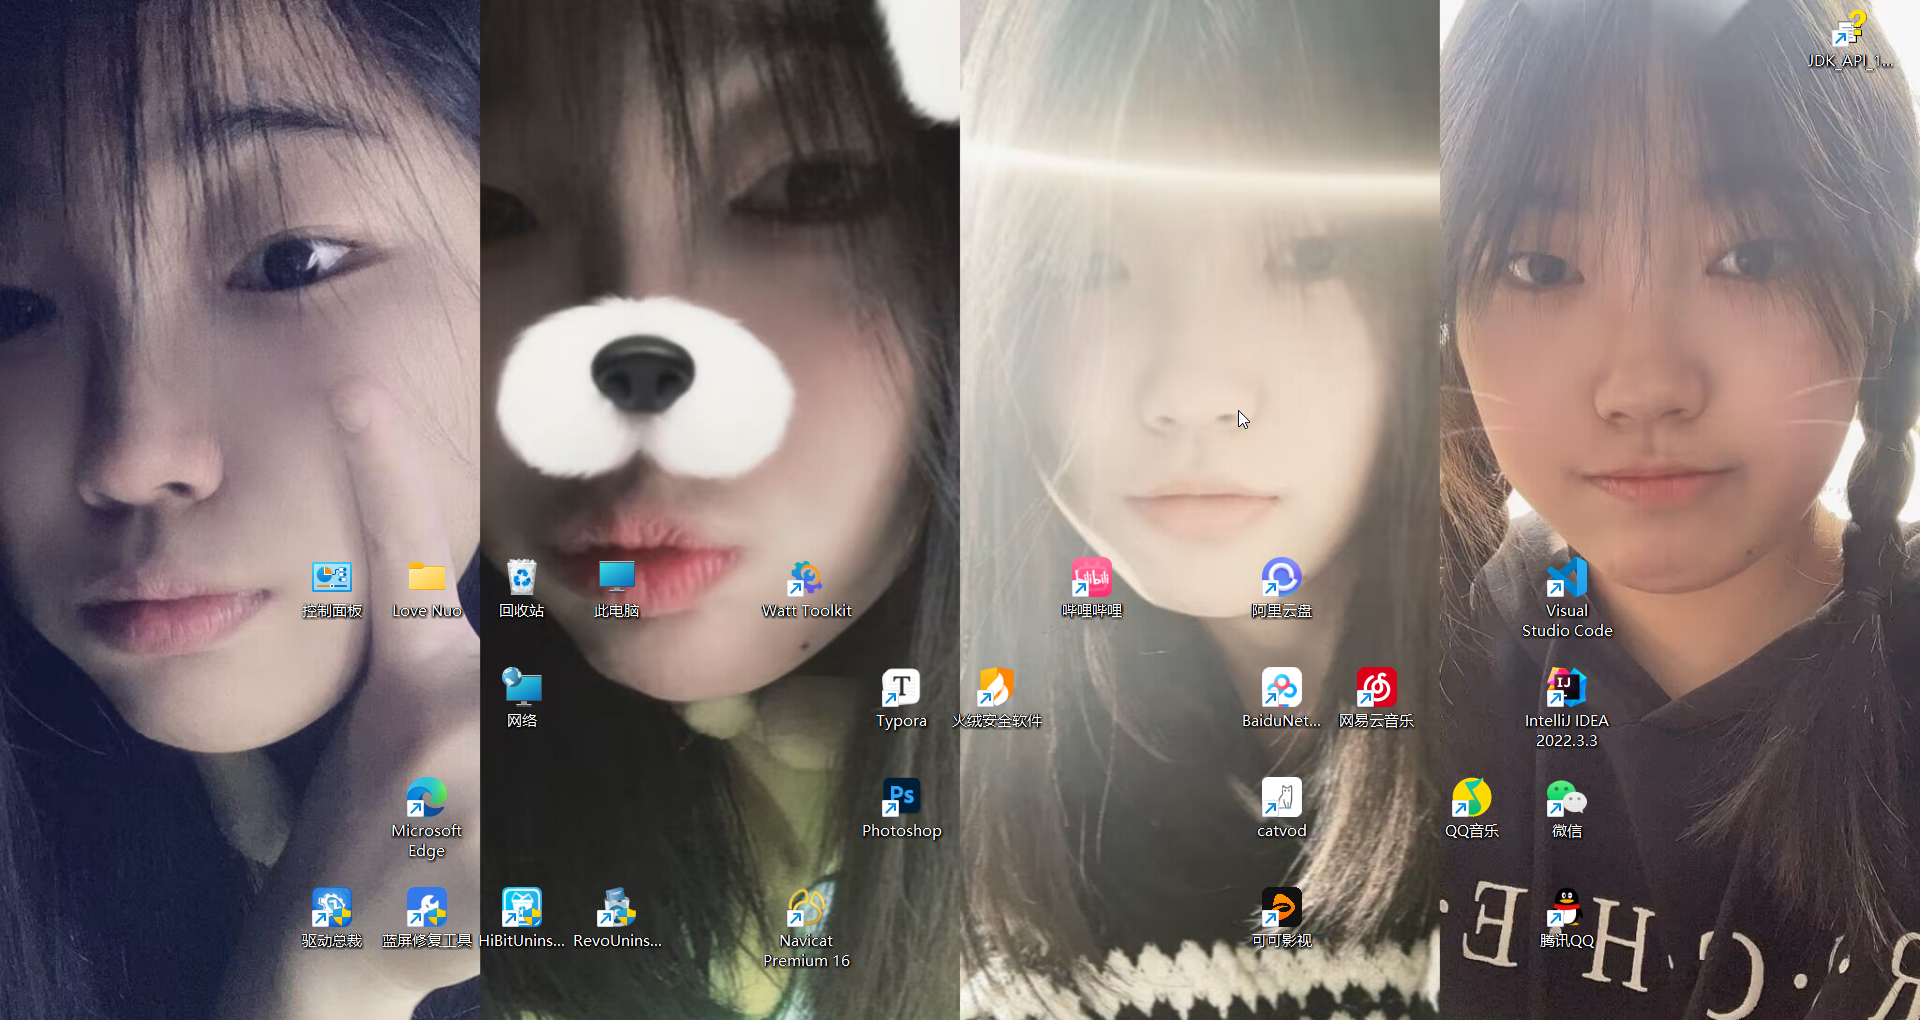 JDK_API_1...
控制面板
Love Nuo
回收站
此电脑
Watt Toolkit
哔哩哔哩
阿里云盘
Visual
Studio Code
网络
Typora
火绒安全软件
BaiduNet...
网易云音乐
IntelliJ IDEA
2022.3.3
Microsoft
Edge
Photoshop
catvod
QQ音乐
微信
驱动总裁
蓝屏修复工具
HiBitUnins...
RevoUnins...
Navicat
Premium 16
可可影视
腾讯QQ
bilibili
T
Ps
IJ